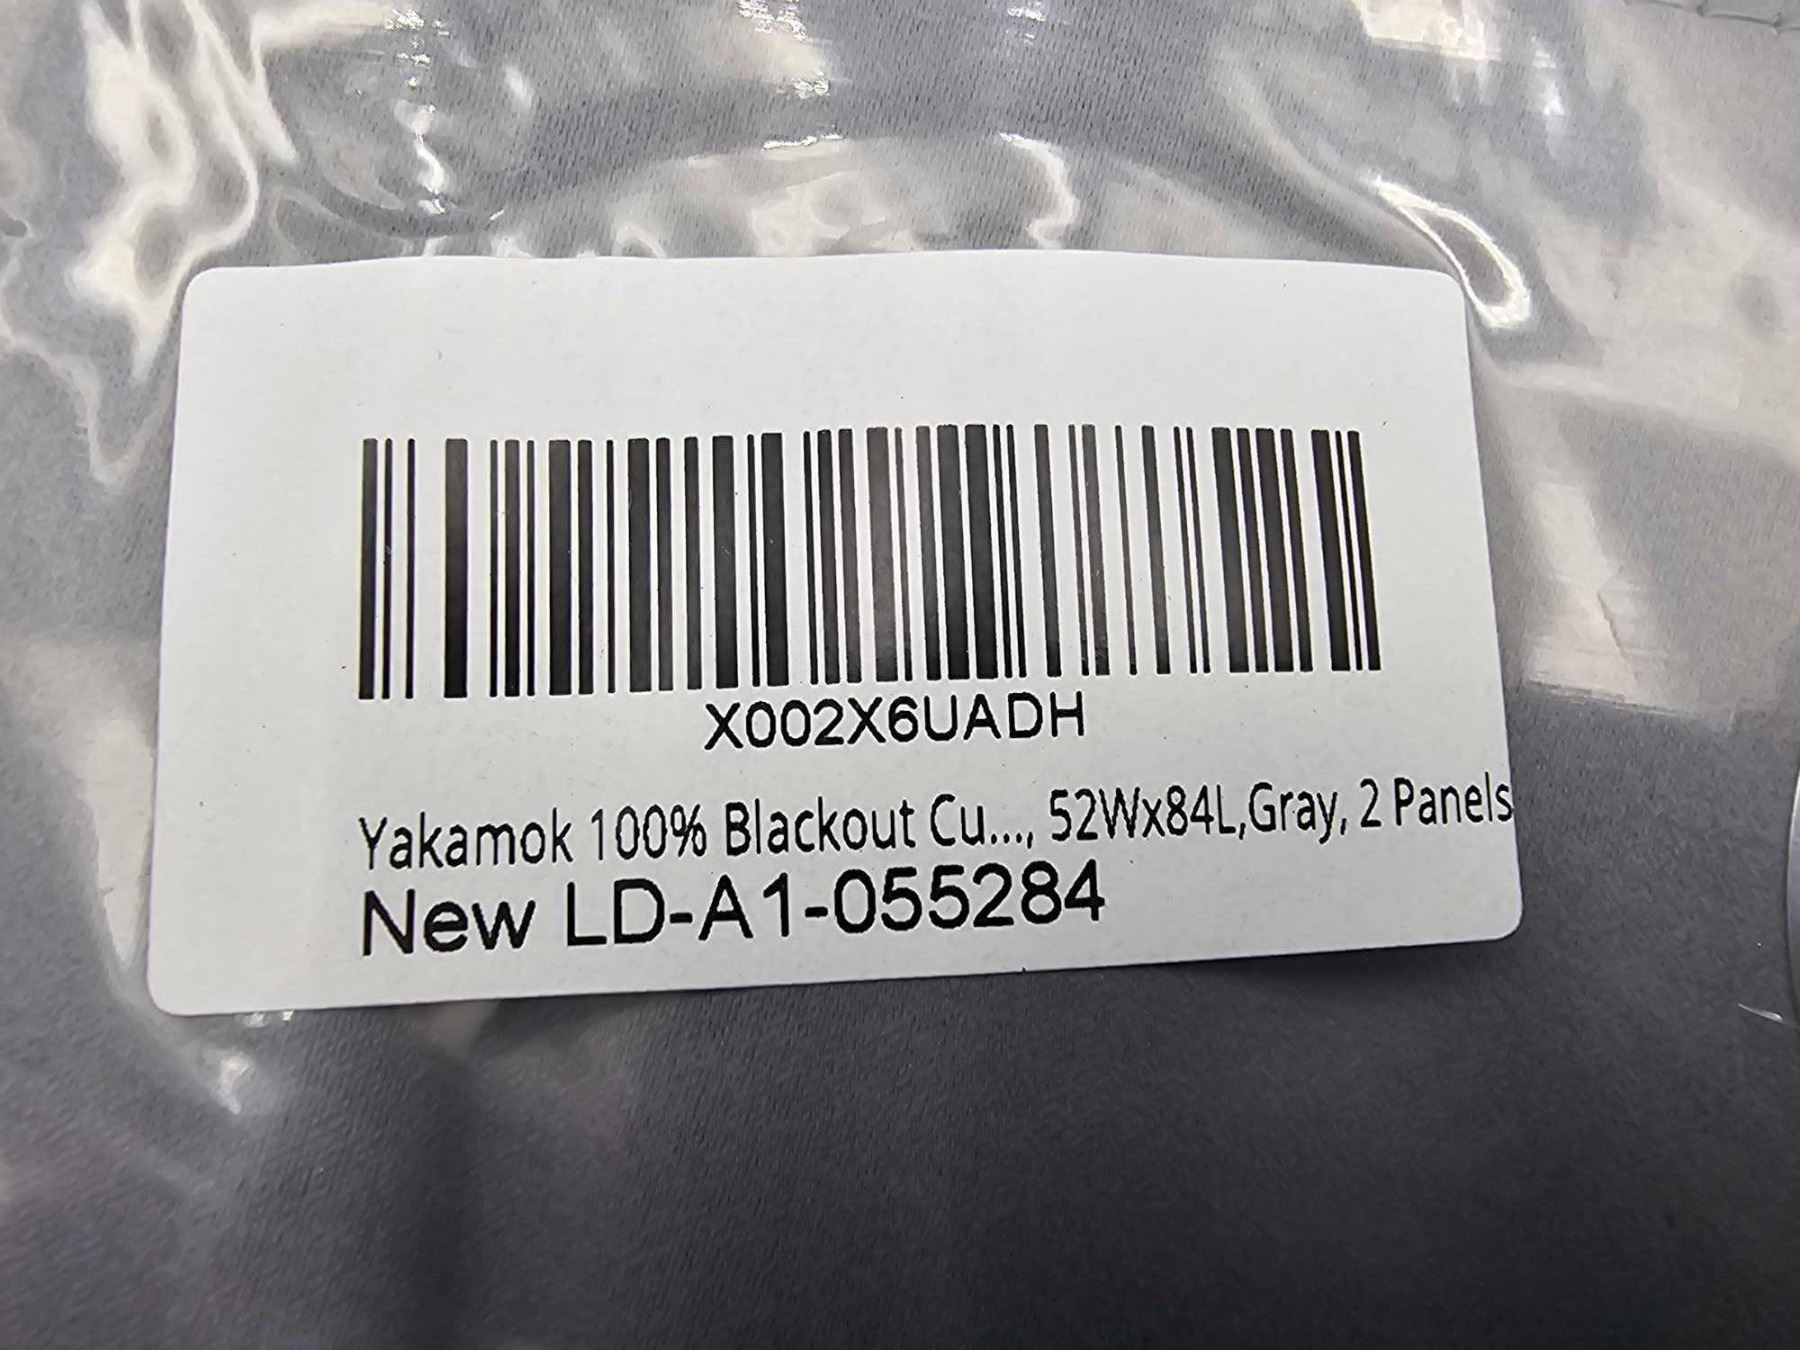 X002X6UADH
Yakamok 100% Blackout Cu..., 52Wx84L,Gray, 2 Panels
New LD-A1-055284